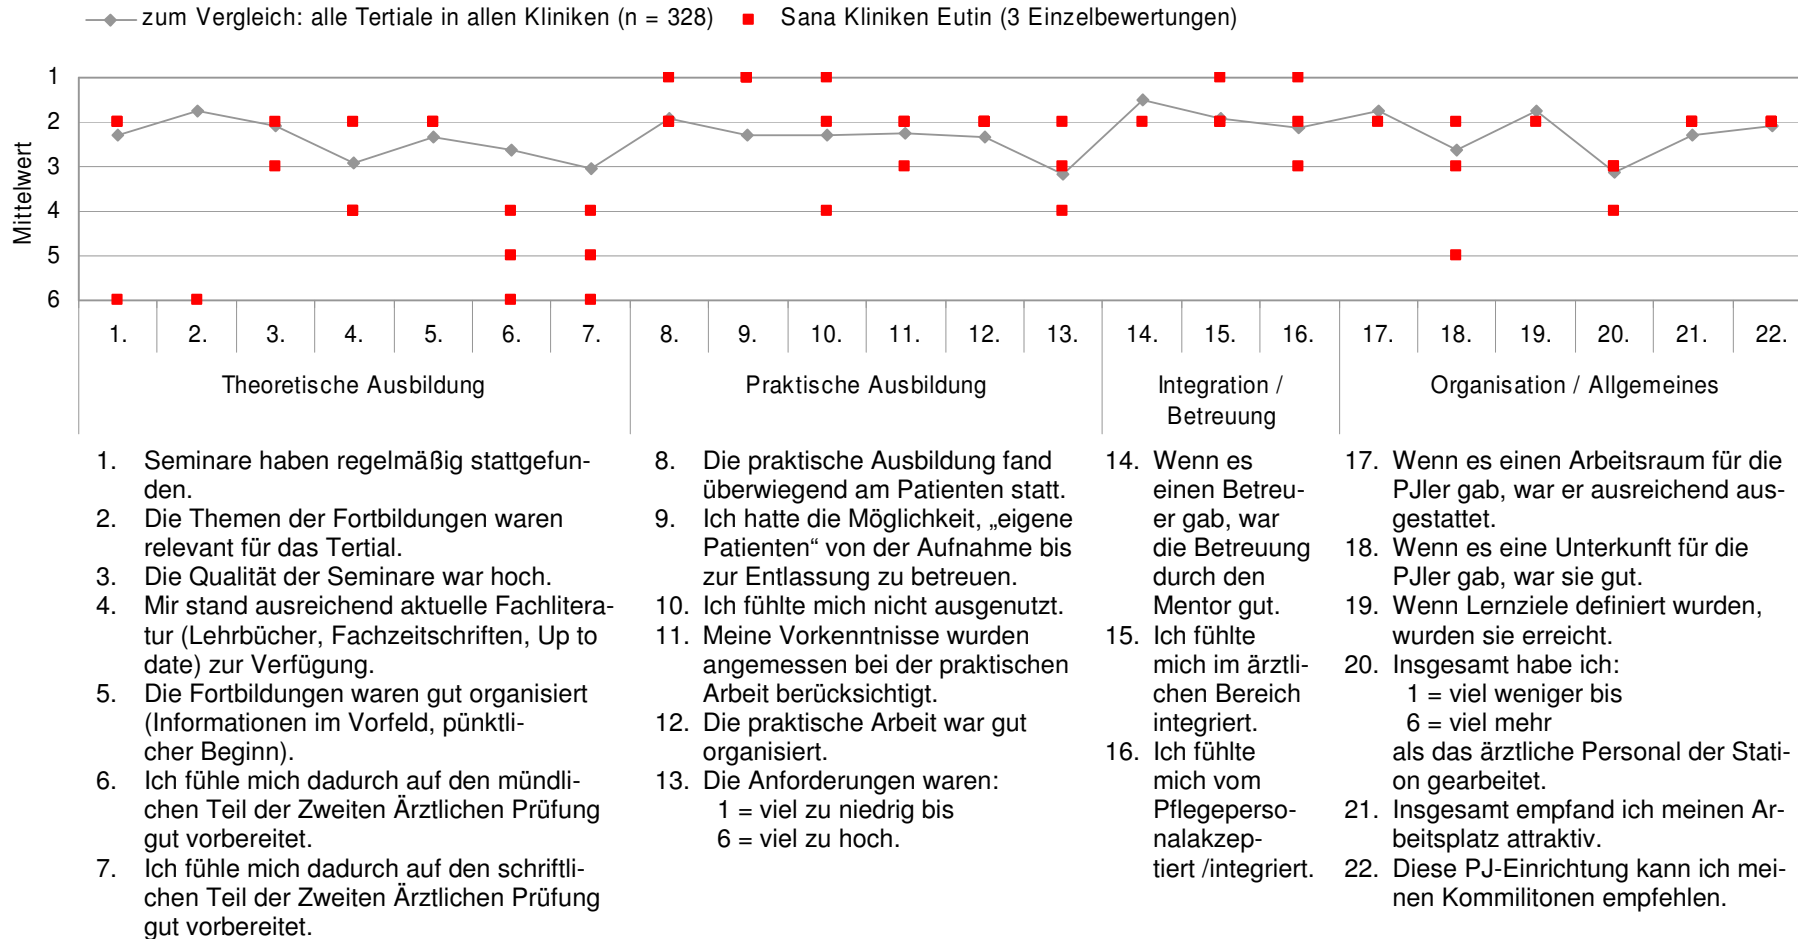 zum Vergleich: alle Tertiale in allen Kliniken (n = 328) Sana Kliniken Eutin (3 Einzelbewertungen)
Mittelwert
1
2
3
4
5
6
1. 2. 3. 4. 5. 6. 7. 8. 9. 10. 11. 12. 13. 14. 15. 16. 17. 18. 19. 20. 21. 22.
Theoretische Ausbildung
Praktische Ausbildung
Integration /
Betreuung
Organisation / Allgemeines
1. Seminare haben regelmäßig stattgefun-
den.
2. Die Themen der Fortbildungen waren
relevant für das Tertial.
3. Die Qualität der Seminare war hoch.
4. Mir stand ausreichend aktuelle Fachlitera-
tur (Lehrbücher, Fachzeitschriften, Up to
date) zur Verfügung.
5. Die Fortbildungen waren gut organisiert
(Informationen im Vorfeld, pünktli-
cher Beginn).
6. Ich fühle mich dadurch auf den mündli-
chen Teil der Zweiten Ärztlichen Prüfung
gut vorbereitet.
7. Ich fühle mich dadurch auf den schriftli-
chen Teil der Zweiten Ärztlichen Prüfung
gut vorbereitet.
8. Die praktische Ausbildung fand
überwiegend am Patienten statt.
9. Ich hatte die Möglichkeit, „eigene
Patienten“ von der Aufnahme bis
zur Entlassung zu betreuen.
10. Ich fühlte mich nicht ausgenutzt.
11. Meine Vorkenntnisse wurden
angemessen bei der praktischen
Arbeit berücksichtigt.
12. Die praktische Arbeit war gut
organisiert.
13. Die Anforderungen waren:
1 = viel zu niedrig bis
6 = viel zu hoch.
14. Wenn es
einen Betreu-
er gab, war
die Betreuung
durch den
Mentor gut.
15. Ich fühlte
mich im ärztli-
chen Bereich
integriert.
16. Ich fühlte
mich vom
Pflegeperso-
nalakzep-
tiert /integriert.
17. Wenn es einen Arbeitsraum für die
PJler gab, war er ausreichend aus-
gestattet.
18. Wenn es eine Unterkunft für die
PJler gab, war sie gut.
19. Wenn Lernziele definiert wurden,
wurden sie erreicht.
20. Insgesamt habe ich:
1 = viel weniger bis
6 = viel mehr
als das ärztliche Personal der Stati-
on gearbeitet.
21. Insgesamt empfand ich meinen Ar-
beitsplatz attraktiv.
22. Diese PJ-Einrichtung kann ich mei-
nen Kommilitonen empfehlen.